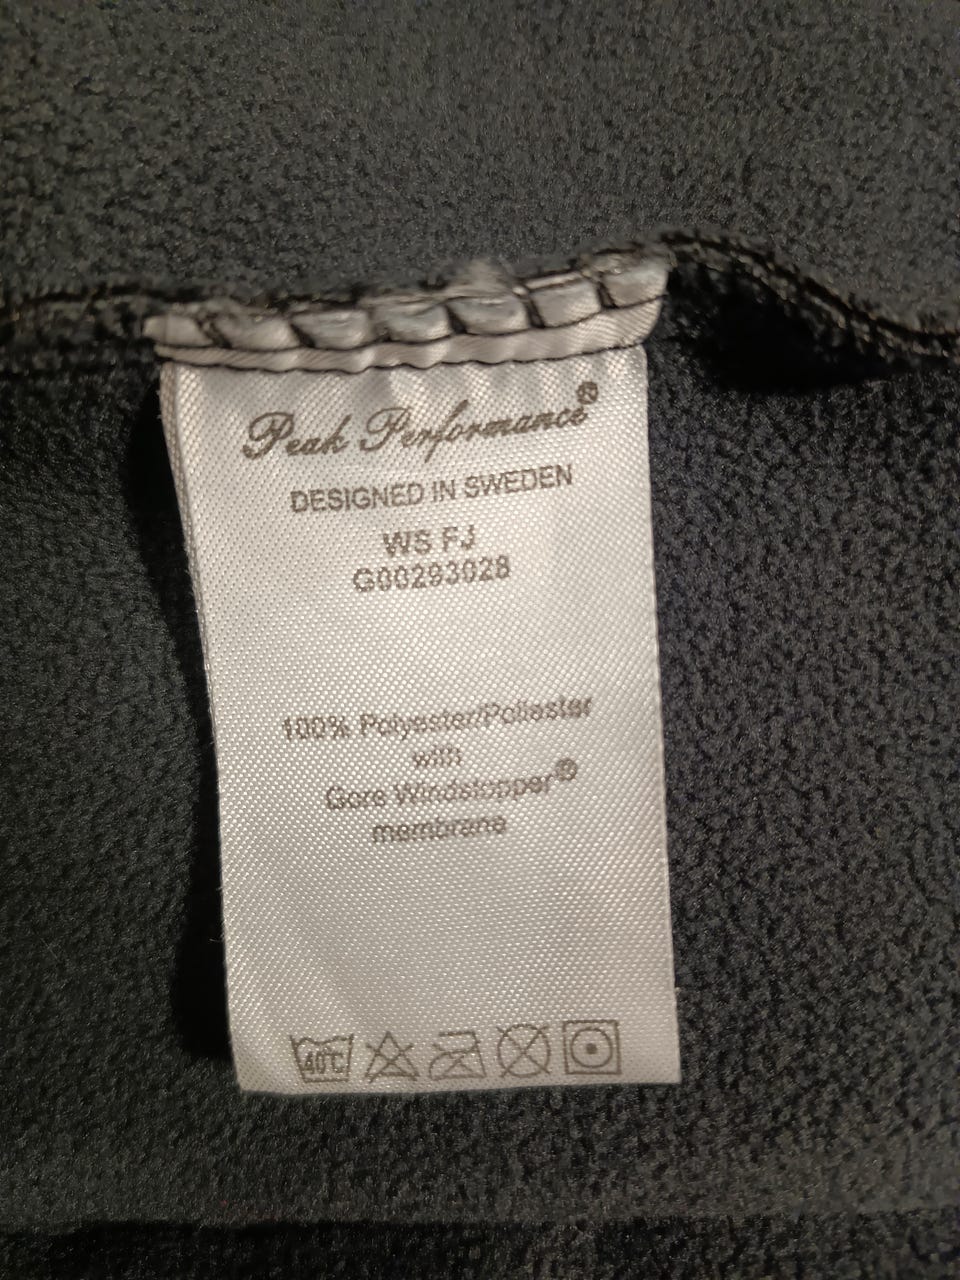 Peak Performance®
DESIGNED IN SWEDEN
WS FJ
G00293028
100% Polyester/Poliester
with
Gore Windstopper®
membrane
40°C